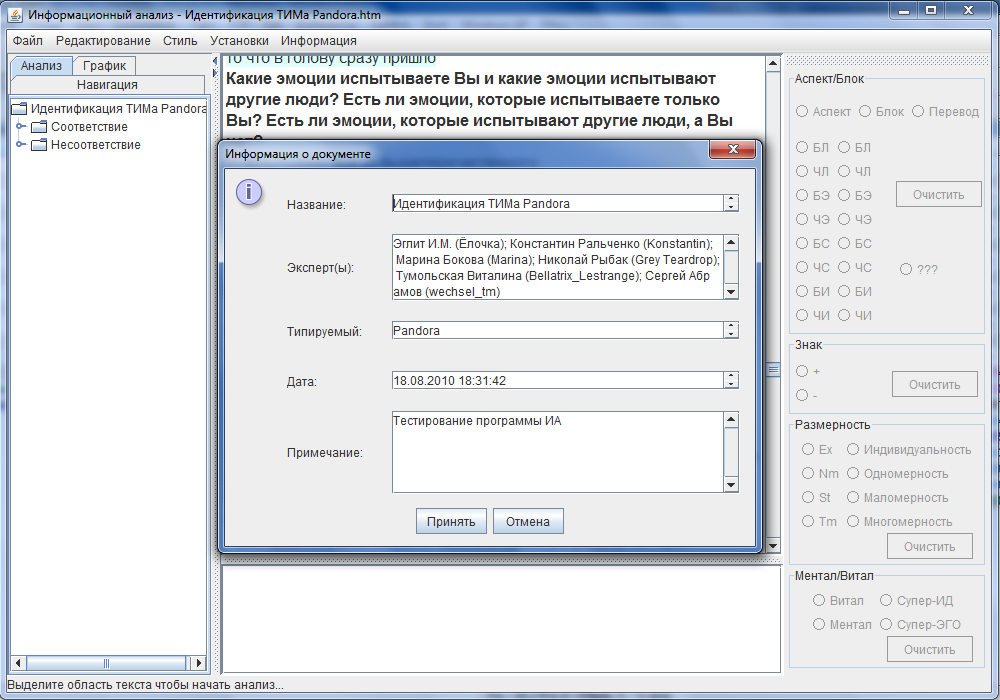 Информационный анализ - Идентификация ТИМа Pandora.htm
Файл Редактирование Стиль Установки Информация
Анализ График
Навигация
Идентификация ТИМа Pandora
Соответствие
Несоответствие
то что в голову сразу пришло
Какие эмоции испытываете Вы и какие эмоции испытывают
другие люди? Есть ли эмоции, которые испытываете только
Вы? Есть ли эмоции, которые испытывают другие люди, а Вы
Информация о документе
Название: Идентификация ТИМа Pandora
Эксперт(ы):
Эглит И.М. (Ёлочка); Константин Ральченко (Konstantin);
Марина Бокова (Marina); Николай Рыбак (Grey Teardrop);
Тумольская Виталина (Bellatrix_Lestrange); Сергей Абр
амов (wechsel_tm)
Типируемый: Pandora
Дата: 18.08.2010 18:31:42
Примечание: Тестирование программы ИА
Принять Отмена
Аспект/Блок
Аспект Блок Перевод
БЛ БЛ
ЧЛ ЧЛ
БЭ БЭ
Очистить
ЧЭ ЧЭ
БС БС
ЧС ЧС ???
БИ БИ
ЧИ ЧИ
Знак
+
Очистить
-
Размерность
Ex Индивидуальность
Nm Одномерность
St Маломерность
Tm Многомерность
Очистить
Ментал/Витал
Витал Супер-ИД
Ментал Супер-ЭГО
Очистить
Выделите область текста чтобы начать анализ...